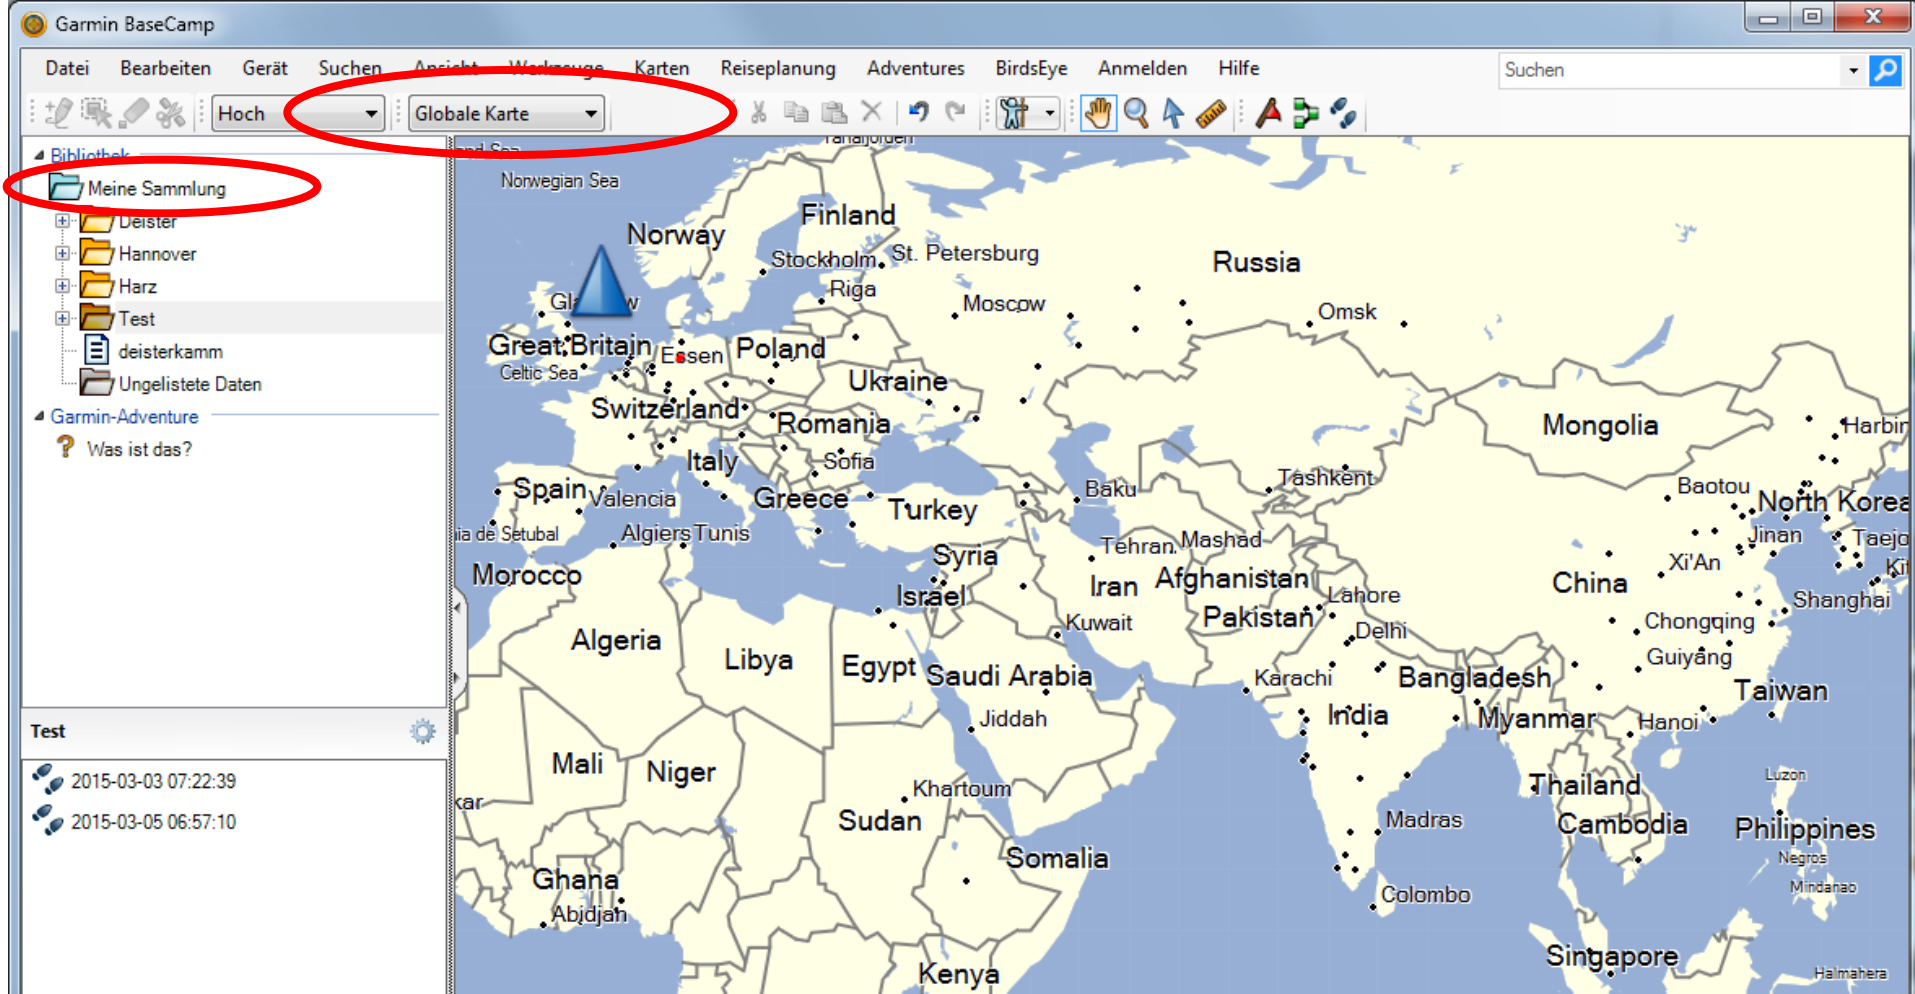 Garmin BaseCamp
Datei Bearbeiten Gerät Suchen Ansicht Werkzeuge Karten Reiseplanung Adventures BirdsEye Anmelden Hilfe Suchen
Hoch Globale Karte
Bibliothek
Meine Sammlung
Deister
Hannover
Harz
Test
deisterkamm
Ungelistete Daten
Garmin-Adventure
Was ist das?
Test
2015-03-03 07:22:39
2015-03-05 06:57:10
Norwegian Sea
Finland
Norway
Stockholm St. Petersburg
Russia
Riga
Moscow
Omsk
Great Britain
Essen
Poland
Celtic Sea
Ukraine
Switzerland
Romania
Mongolia
Harbin
Italy
Sofia
Tashkent
Spain
Valencia
Greece
Turkey
Baku
Baotou
North Korea
ia de Setubal
Algiers Tunis
Jinan
Taejo
Syria
Tehran
Mashad
Xi'An
Kit
Morocco
Israel
Iran
Afghanistan
China
Lahore
Shanghai
Pakistan
Kuwait
Delhi
Chongqing
Algeria
Libya
Egypt
Saudi Arabia
Karachi
Bangladesh
Guiyang
Taiwan
Jiddah
India
Myanmar
Hanoi
Mali
Niger
Khartoum
Thailand
Luzon
kar
Sudan
Madras
Cambodia
Philippines
Somalia
Negros
Ghana
Colombo
Mindanao
Abidjan
Kenya
Singapore
Halmahera